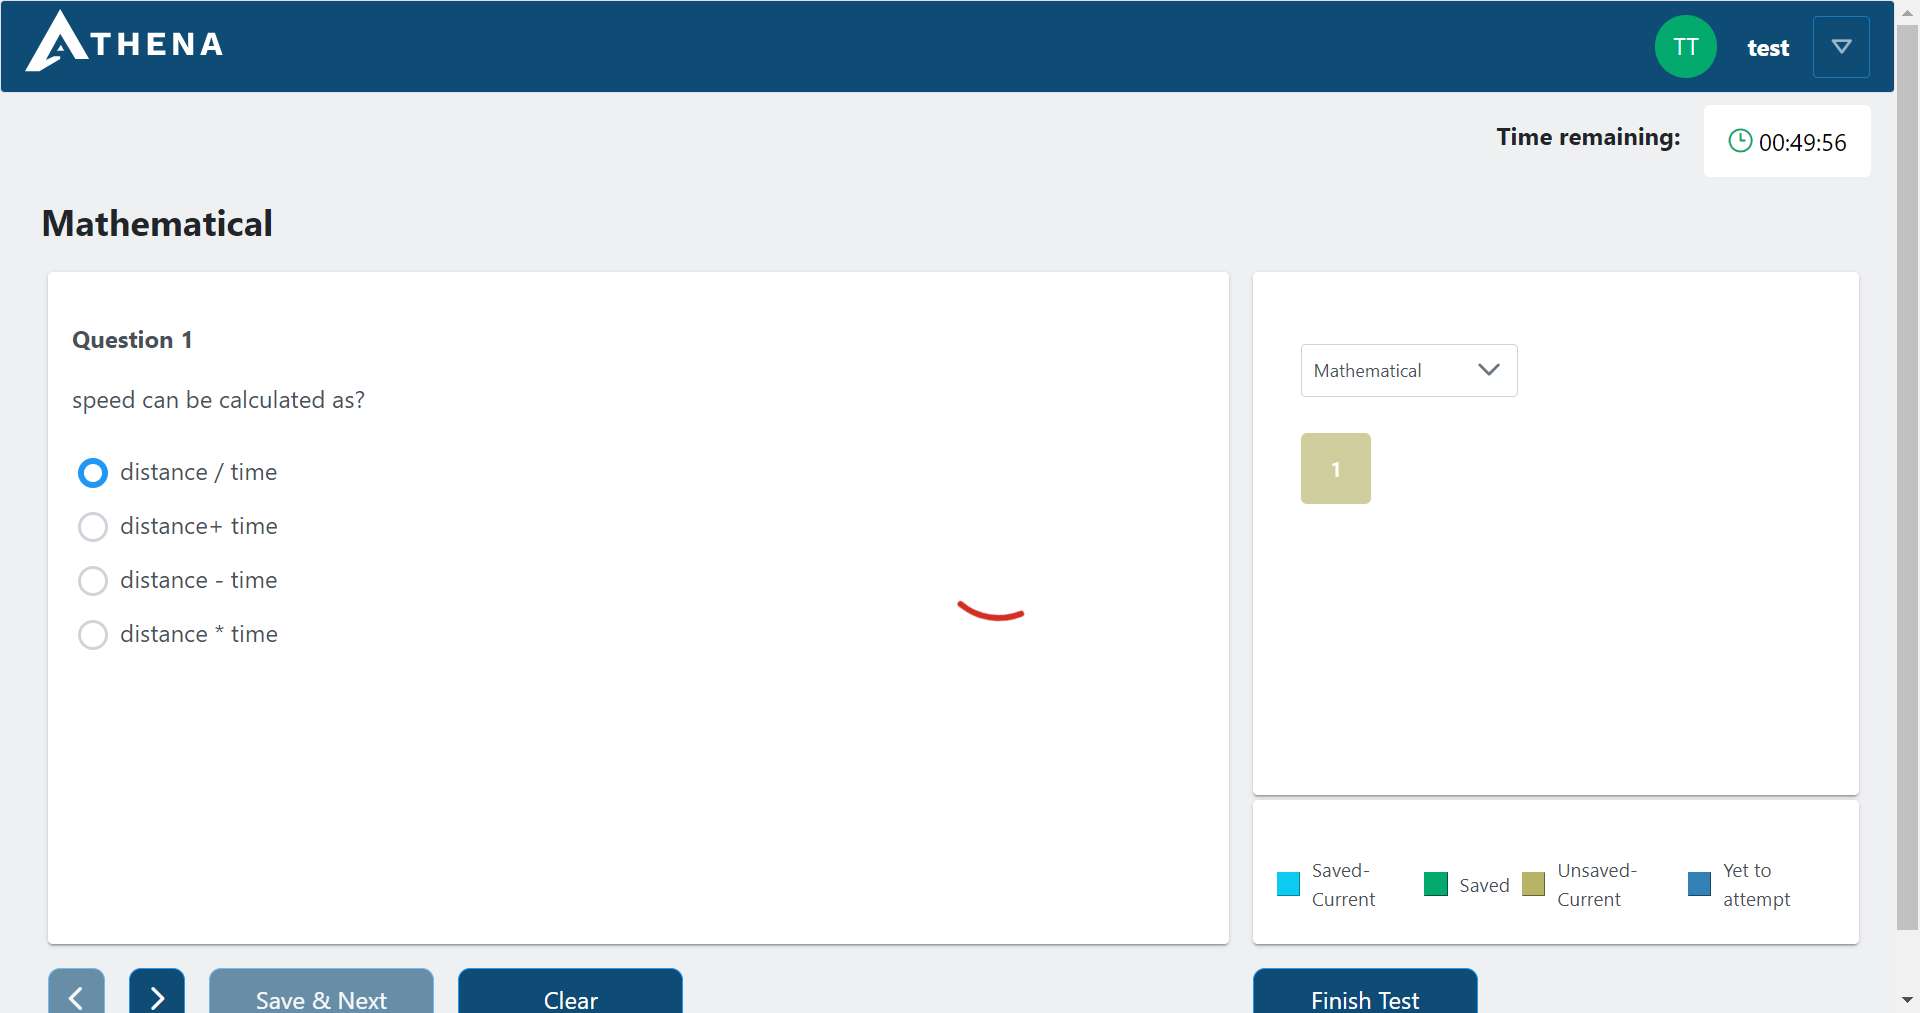 ATHENA
TT
test
Time remaining:
00:49:56
Mathematical
Question 1
speed can be calculated as?
distance / time
distance+ time
distance - time
distance * time
Mathematical
1
Saved-
Current
Saved
Unsaved-
Current
Yet to
attempt
Save & Next
Clear
Finish Test